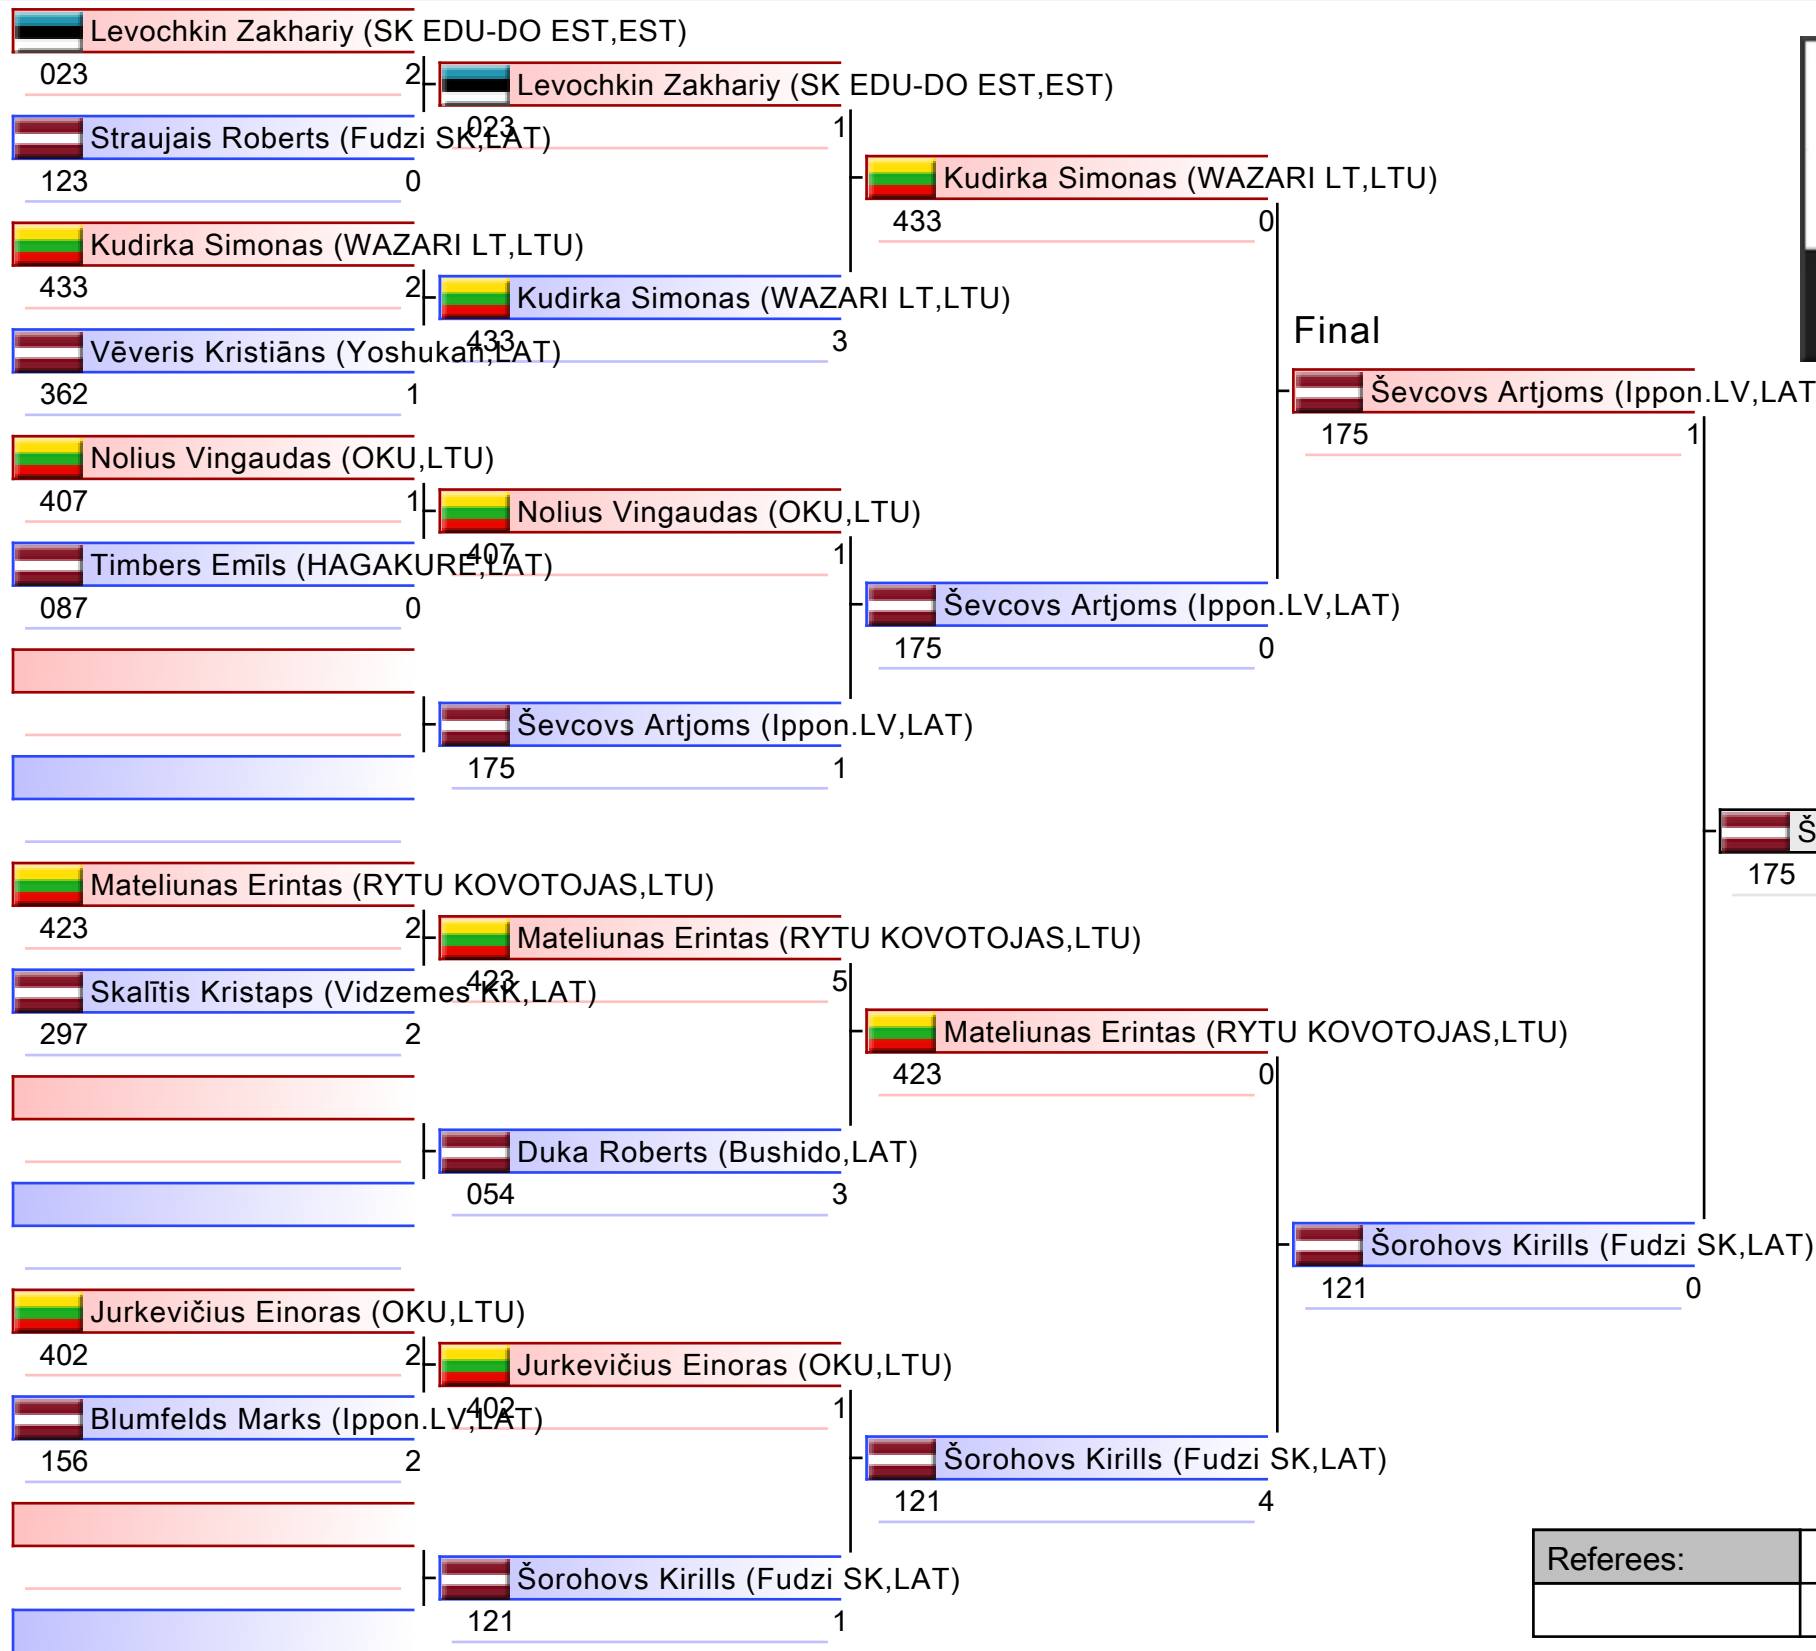 Levochkin Zakhariy (SK EDU-DO EST,EST)
023 2
Straujais Roberts (Fudzi SK,LAT)
123 0
Kudirka Simonas (WAZARI LT,LTU)
433 2
Vēveris Kristiāns (Yoshukan,LAT)
362 1
Nolius Vingaudas (OKU,LTU)
407 1
Timbers Emīls (HAGAKURE,LAT)
087 0
Mateliunas Erintas (RYTU KOVOTOJAS,LTU)
423 2
Skalītis Kristaps (Vidzemes KK,LAT)
297 2
Jurkevičius Einoras (OKU,LTU)
402 2
Blumfelds Marks (Ippon.LV,LAT)
156 2
Levochkin Zakhariy (SK EDU-DO EST,EST)
023 1
Kudirka Simonas (WAZARI LT,LTU)
433 3
Nolius Vingaudas (OKU,LTU)
407 1
Ševcovs Artjoms (Ippon.LV,LAT)
175 1
Mateliunas Erintas (RYTU KOVOTOJAS,LTU)
423 5
Duka Roberts (Bushido,LAT)
054 3
Jurkevičius Einoras (OKU,LTU)
402 1
Šorohovs Kirills (Fudzi SK,LAT)
121 1
Kudirka Simonas (WAZARI LT,LTU)
433 0
Ševcovs Artjoms (Ippon.LV,LAT)
175 0
Mateliunas Erintas (RYTU KOVOTOJAS,LTU)
423 0
Šorohovs Kirills (Fudzi SK,LAT)
121 4
Final
Ševcovs Artjoms (Ippon.LV,LAT
175 1
Šorohovs Kirills (Fudzi SK,LAT)
121 0
Š
175
Referees: